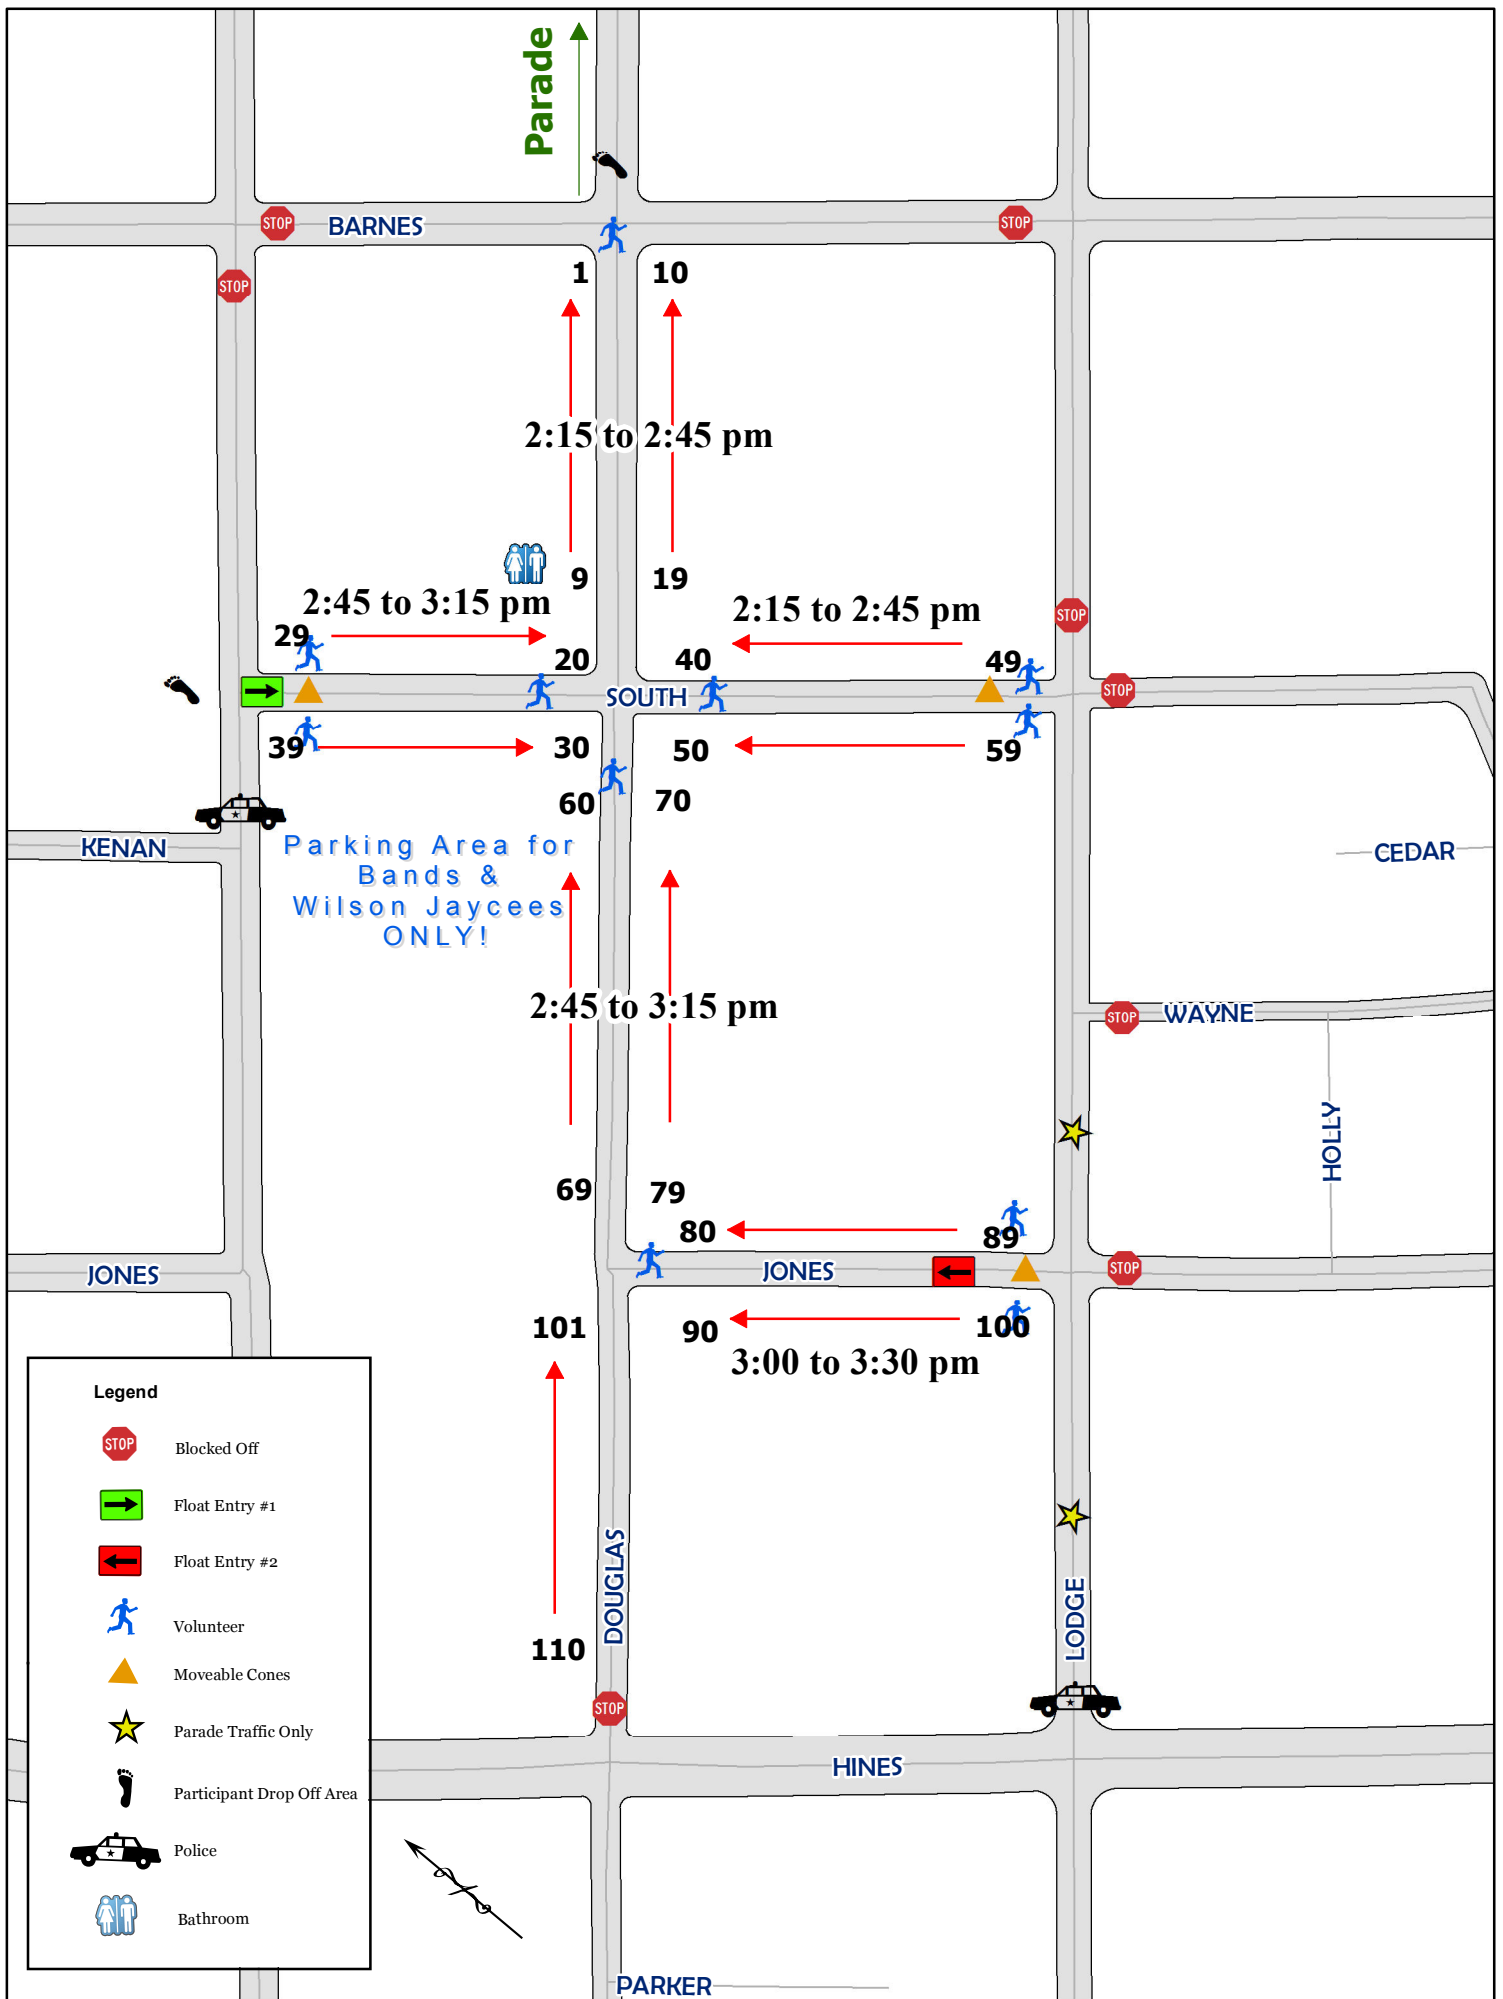 Parade
STOP
BARNES
STOP
STOP
1
10
2:15 to 2:45 pm
9
19
2:45 to 3:15 pm
2:15 to 2:45 pm
STOP
29
20
40
49
SOUTH
STOP
39
30
50
59
60
70
KENAN
Parking Area for
Bands &
Wilson Jaycees
ONLY!
CEDAR
2:45 to 3:15 pm
STOP
WAYNE
HOLLY
69
79
80
89
JONES
JONES
STOP
101
90
100
3:00 to 3:30 pm
DOUGLAS
LODGE
110
STOP
HINES
PARKER
Legend
STOP
Blocked Off
Float Entry #1
Float Entry #2
Volunteer
Moveable Cones
Parade Traffic Only
Participant Drop Off Area
Police
Bathroom